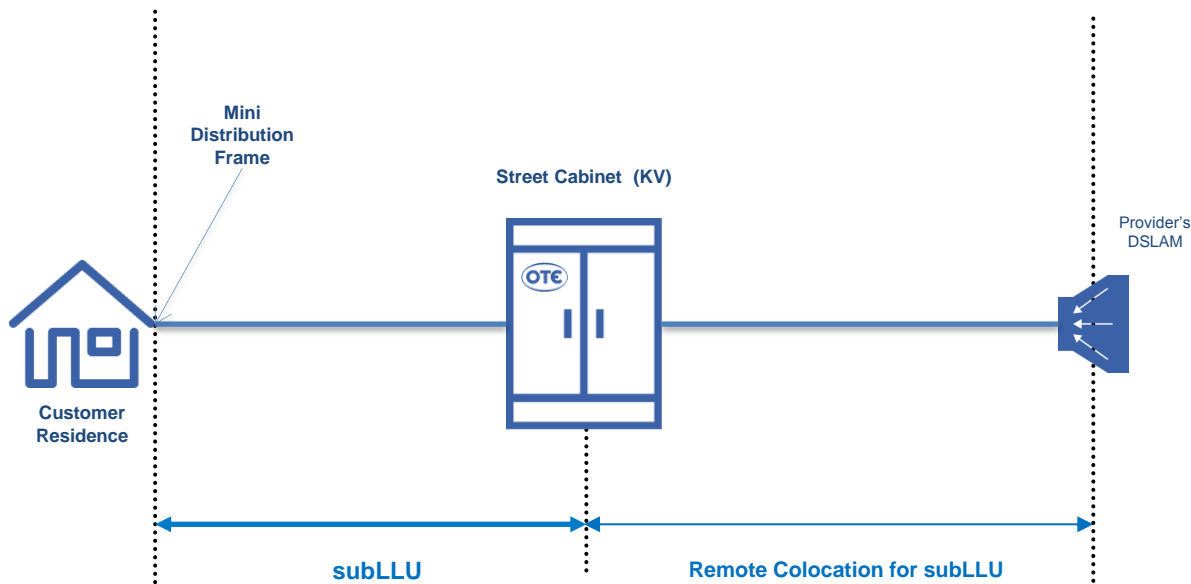 Mini
Distribution
Frame
Street Cabinet (KV)
Provider's
DSLAM
OTE
Customer
Residence
subLLU
Remote Colocation for subLLU